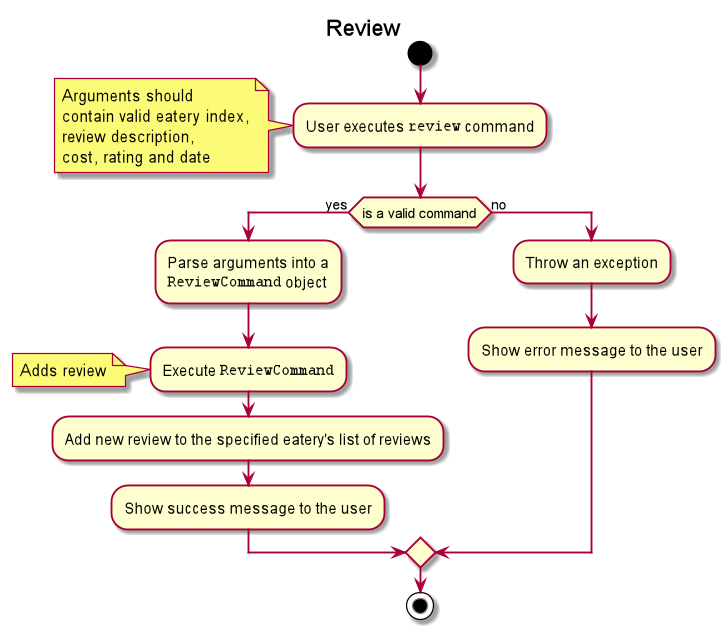 Review
Arguments should
contain valid eatery index,
review description,
cost, rating and date
User executes review command
yes
is a valid command
no
Parse arguments into a
ReviewCommand object
Throw an exception
Show error message to the user
Adds review
Execute ReviewCommand
Add new review to the specified eatery's list of reviews
Show success message to the user